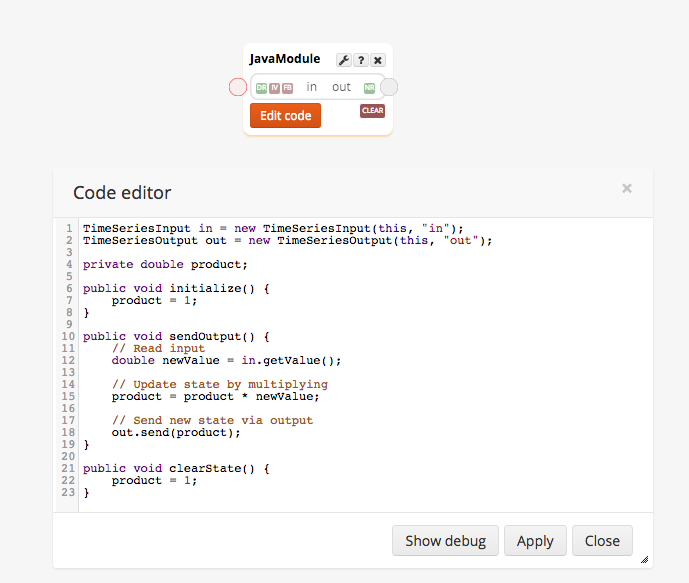 JavaModule ?
DR IV FB in out NR
Edit code CLEAR
Code editor ×
1 TimeSeriesInput in = new TimeSeriesInput(this, "in");
2 TimeSeriesOutput out = new TimeSeriesOutput(this, "out");
3
4 private double product;
5
6 public void initialize() {
7     product = 1;
8 }
9
10 public void sendOutput() {
11     // Read input
12     double newValue = in.getValue();
13
14     // Update state by multiplying
15     product = product * newValue;
16
17     // Send new state via output
18     out.send(product);
19 }
20
21 public void clearState() {
22     product = 1;
23 }
Show debug Apply Close